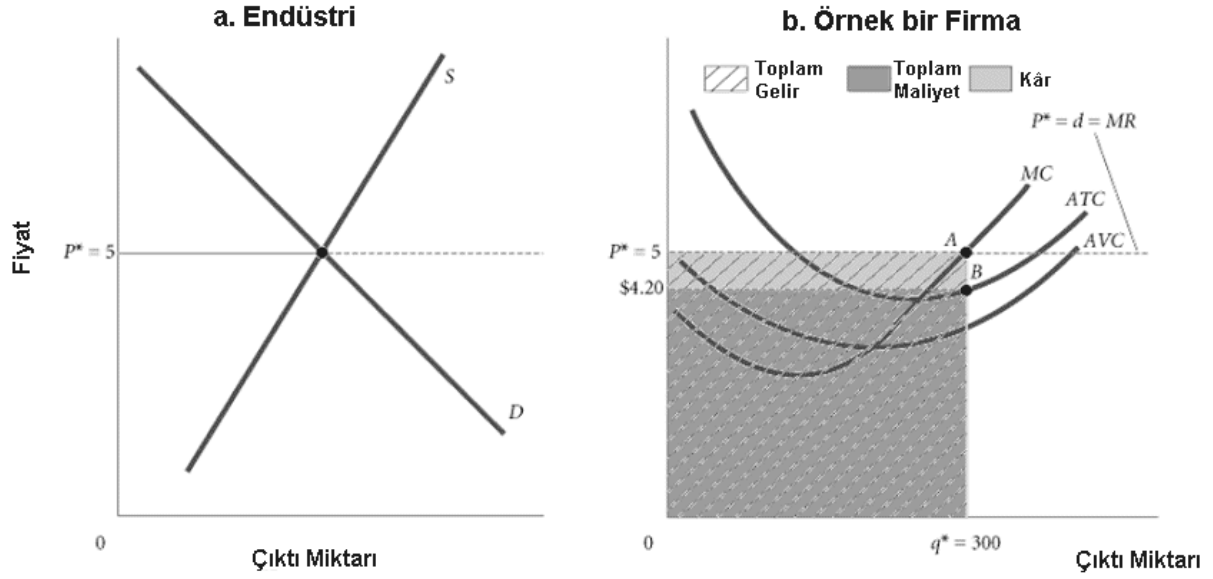 a. Endüstri
Fiyat
P* = 5
S
D
0
Çıktı Miktarı
b. Örnek bir Firma
Toplam
Gelir
Toplam
Maliyet
Kâr
P* = d = MR
MC
ATC
AVC
A
B
P* = 5
$4.20
0
q* = 300
Çıktı Miktarı